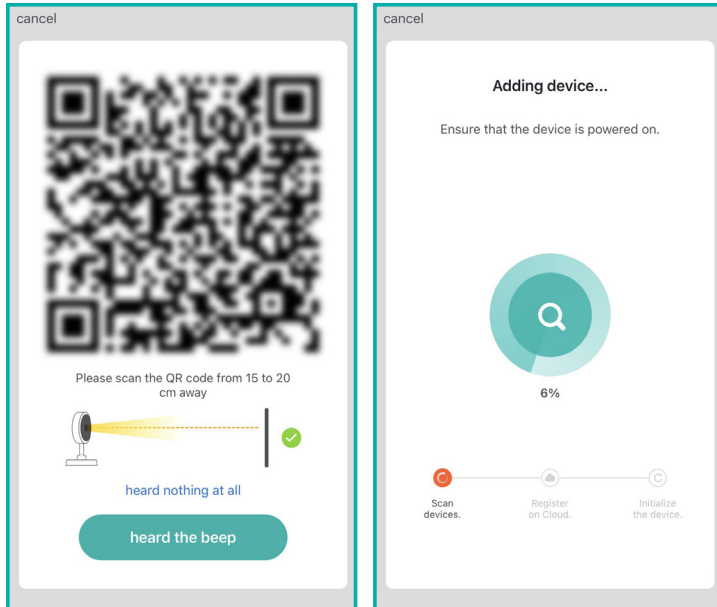 cancel
Please scan the QR code from 15 to 20
cm away
heard nothing at all
heard the beep
cancel
Adding device...
Ensure that the device is powered on.
6%
Scan
devices.
Register
on Cloud.
Initialize
the device.